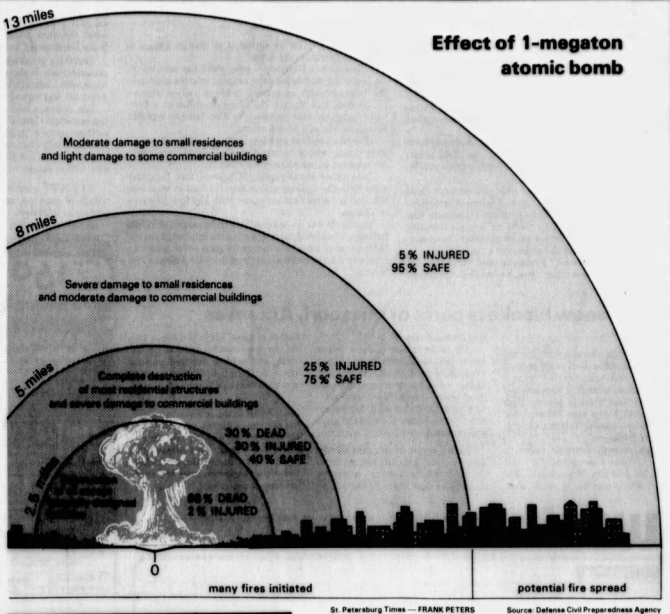 13 miles
Effect of 1-megaton
atomic bomb
Moderate damage to small residences
and light damage to some commercial buildings
8 miles
5% INJURED
95% SAFE
Severe damage to small residences
and moderate damage to commercial buildings
5 miles
25% INJURED
75% SAFE
Complete destruction
of most residential structures
and severe damage to commercial buildings
30% DEAD
30% INJURED
40% SAFE
2.5 miles
98% DEAD
2% INJURED
0
many fires initiated
potential fire spread
St. Petersburg Times — FRANK PETERS
Source: Defense Civil Preparedness Agency